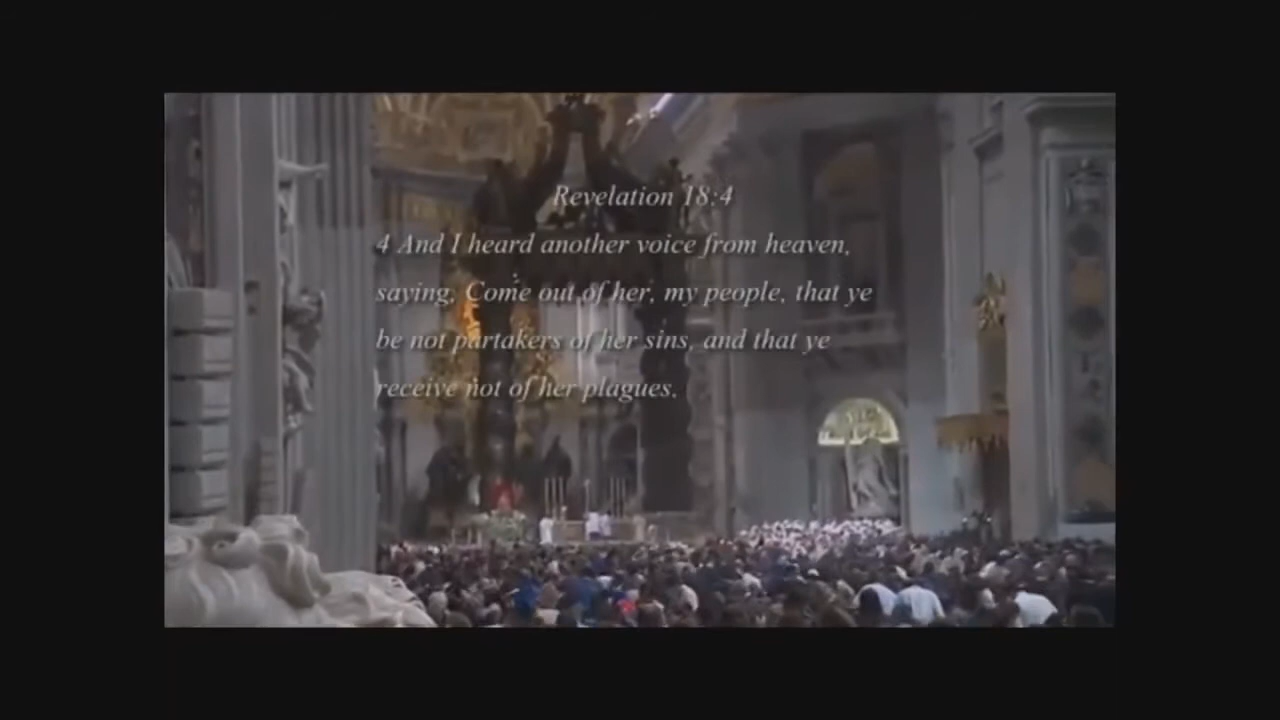 Revelation 18:4
4 And I heard another voice from heaven,
saying, Come out of her, my people, that ye
be not partakers of her sins, and that ye
receive not of her plagues.